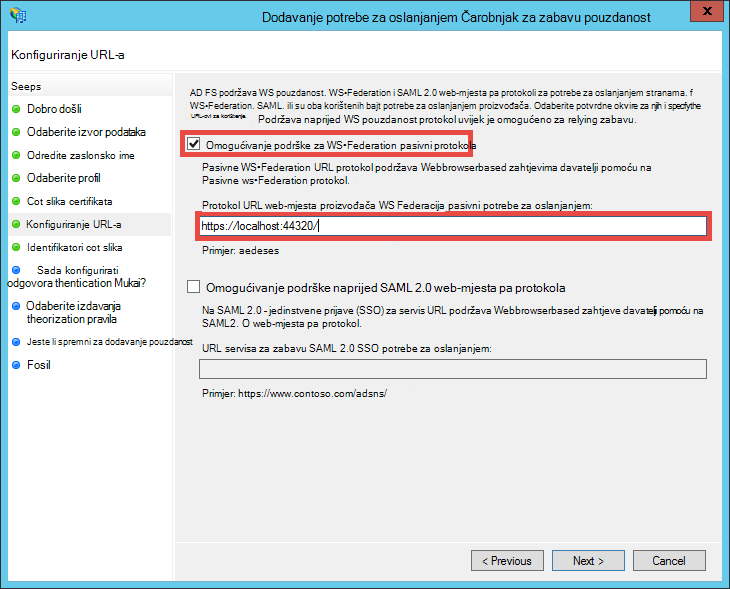 Dodavanje potrebe za oslanjanjem Čarobnjak za zabavu pouzdanost
Konfiguriranje URL-a
Seeps
Dobro došli
Odaberite izvor podataka
Odredite zaslonsko ime
Odaberite profil
Cot slika certifikata
Konfiguriranje URL-a
Identifikatori cot slika
Sada konfigurirati
odgovora thentication Mukai?
Odaberite izdavanja
theorization pravila
Jeste li spremni za dodavanje pouzdanost
Fosil
AD FS podržava WS pouzdanost. WS•Federation i SAML 2.0 web-mjesta pa protokoli za potrebe za oslanjanjem stranama. f
WS•Federation. SAML. ili su oba korištenih bajt potrebe za oslanjanjem proizvođača. Odaberite potvrdne okvire za njih i specifythe
URL-ovi za korištenje. Podržava naprijed WS pouzdanost protokol uvijek je omogućeno za relying zabavu.
Omogućivanje podrške za WS•Federation pasivni protokola
Pasivne WS•Federation URL protokol podržava Webbrowserbased zahtjevima davatelji pomoću na
Pasivne ws•Federation protokol.
Protokol URL web-mjesta proizvođača WS Federacija pasivni potrebe za oslanjanjem:
https://localhost:44320/
Primjer: aedeses
Omogućivanje podrške naprijed SAML 2.0 web-mjesta pa protokola
Na SAML 2.0 - jedinstvene prijave (SSO) za servis URL podržava Webbrowserbased zahtjeve davatelji pomoću na
SAML2. O web-mjesta pa protokol.
URL servisa za zabavu SAML 2.0 SSO potrebe za oslanjanjem:
Primjer: https://www.contoso.com/adsns/
< Previous
Next >
Cancel